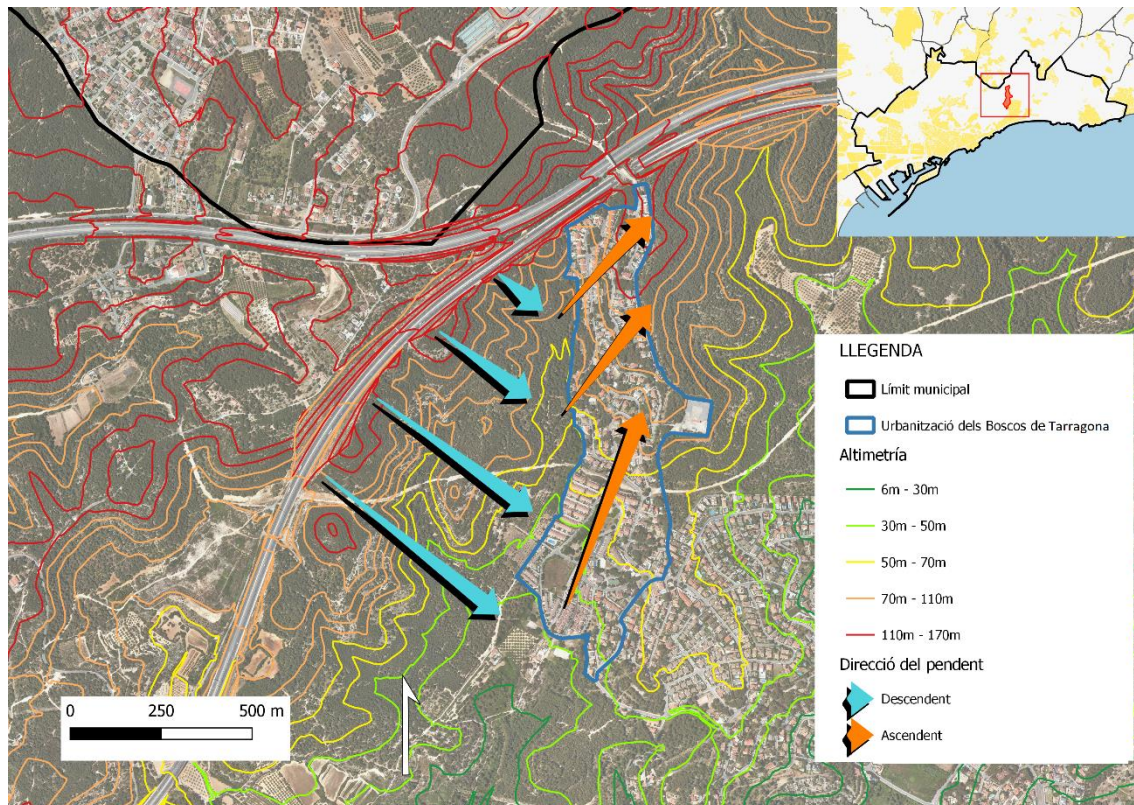 LLEGENDA
Límit municipal
Urbanització dels Boscos de Tarragona
Altimetría
6m - 30m
30m - 50m
50m - 70m
70m - 110m
110m - 170m
Direcció del pendent
Descendent
Ascendent
0 250 500 m